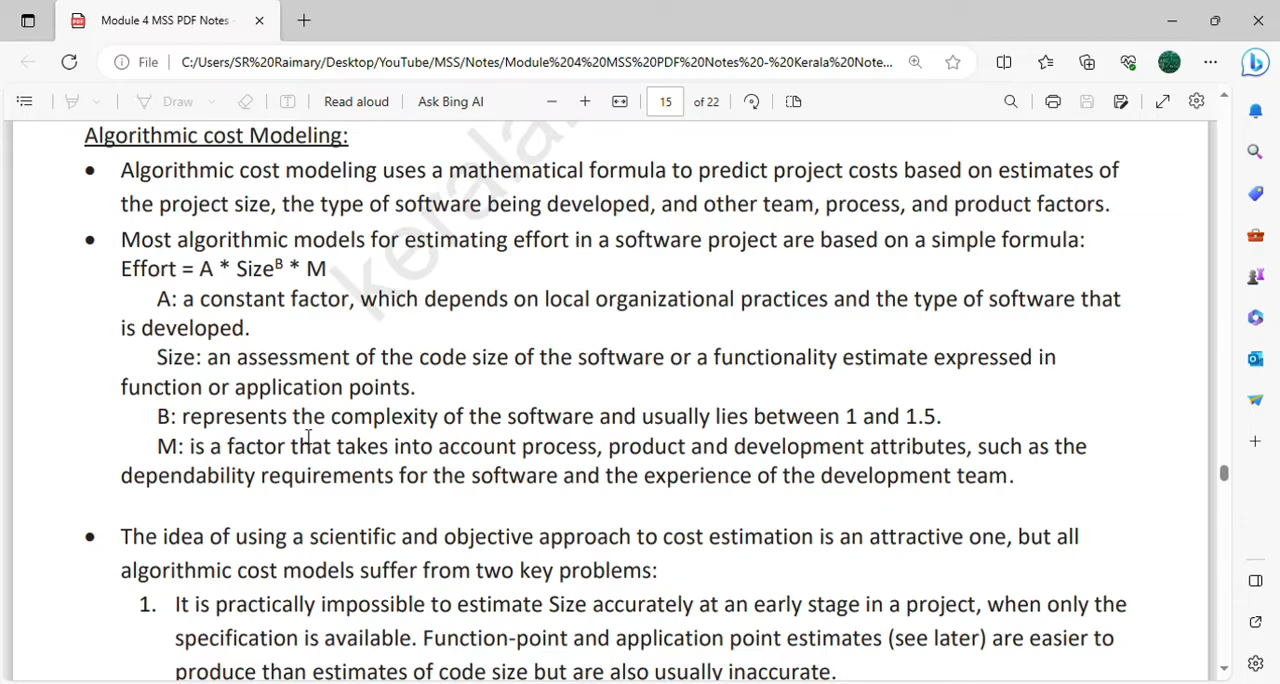 Module 4 MSS PDF Notes
File
C:/Users/SR%20Raimary/Desktop/YouTube/MSS/Notes/Module%204%20MSS%20PDF%20Notes%20-%20Kerala%20Note...
Draw
Read aloud
Ask Bing AI
15 of 22
Algorithmic cost Modeling:
• Algorithmic cost modeling uses a mathematical formula to predict project costs based on estimates of
the project size, the type of software being developed, and other team, process, and product factors.
• Most algorithmic models for estimating effort in a software project are based on a simple formula:
Effort = A * Sizeᴮ * M
A: a constant factor, which depends on local organizational practices and the type of software that
is developed.
Size: an assessment of the code size of the software or a functionality estimate expressed in
function or application points.
B: represents the complexity of the software and usually lies between 1 and 1.5.
M: is a factor that takes into account process, product and development attributes, such as the
dependability requirements for the software and the experience of the development team.
• The idea of using a scientific and objective approach to cost estimation is an attractive one, but all
algorithmic cost models suffer from two key problems:
1. It is practically impossible to estimate Size accurately at an early stage in a project, when only the
specification is available. Function-point and application point estimates (see later) are easier to
produce than estimates of code size but are also usually inaccurate.